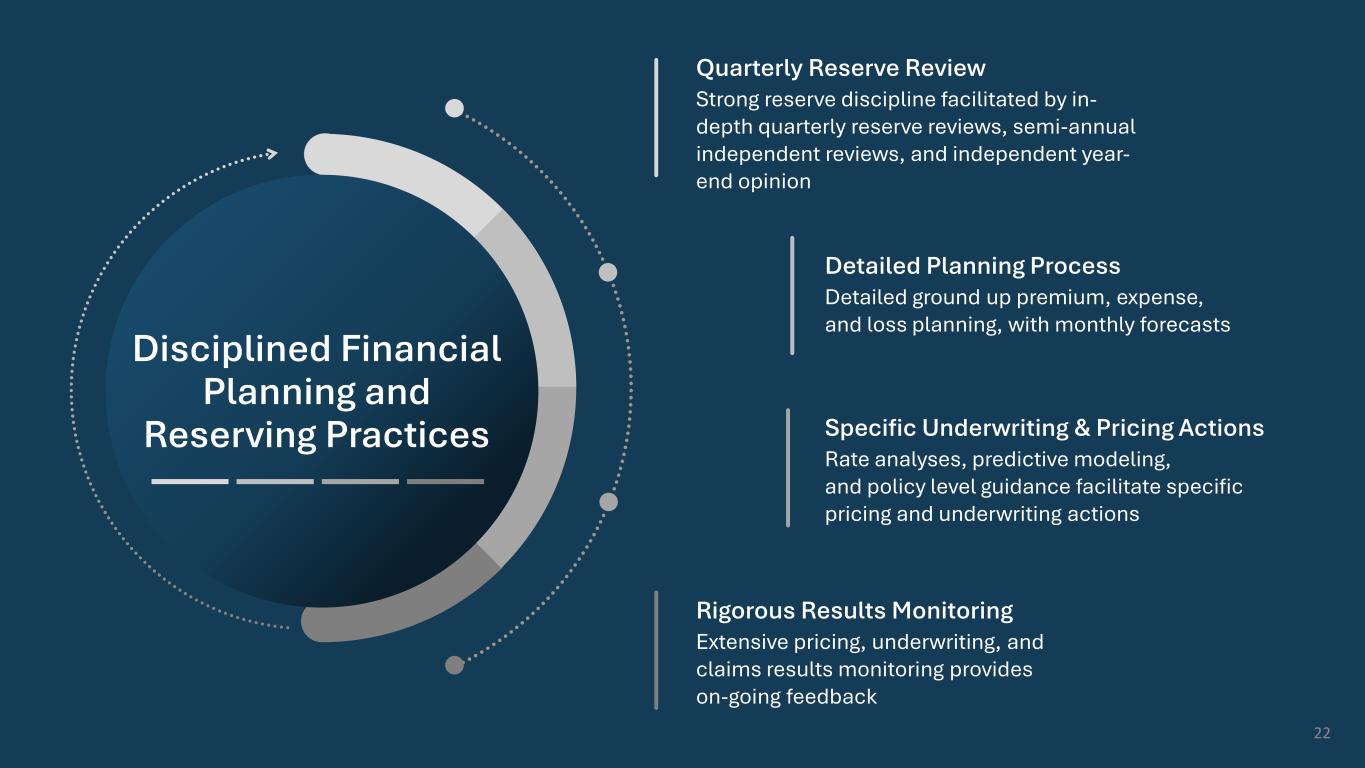 Disciplined Financial
Planning and
Reserving Practices
Quarterly Reserve Review
Strong reserve discipline facilitated by in-
depth quarterly reserve reviews, semi-annual
independent reviews, and independent year-
end opinion
Detailed Planning Process
Detailed ground up premium, expense,
and loss planning, with monthly forecasts
Specific Underwriting & Pricing Actions
Rate analyses, predictive modeling,
and policy level guidance facilitate specific
pricing and underwriting actions
Rigorous Results Monitoring
Extensive pricing, underwriting, and
claims results monitoring provides
on-going feedback
22